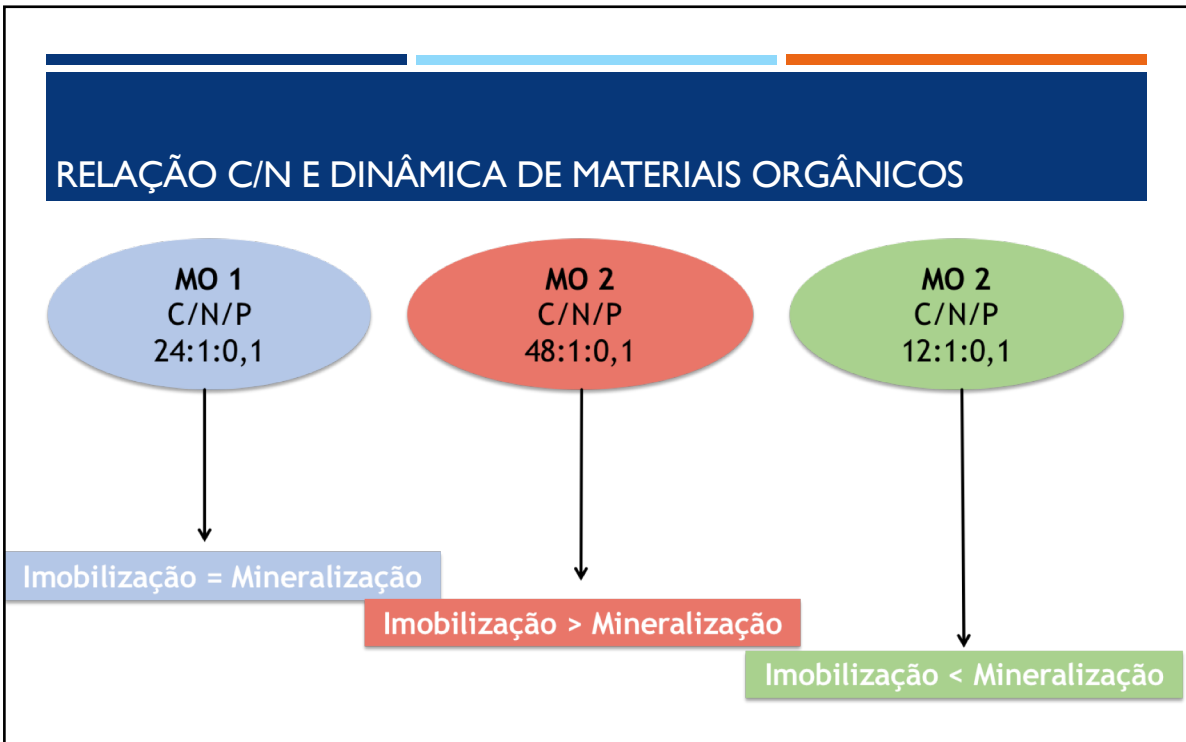 RELAÇÃO C/N E DINÂMICA DE MATERIAIS ORGÂNICOS
MO 1
C/N/P
24:1:0,1
MO 2
C/N/P
48:1:0,1
MO 2
C/N/P
12:1:0,1
Imobilização = Mineralização
Imobilização > Mineralização
Imobilização < Mineralização